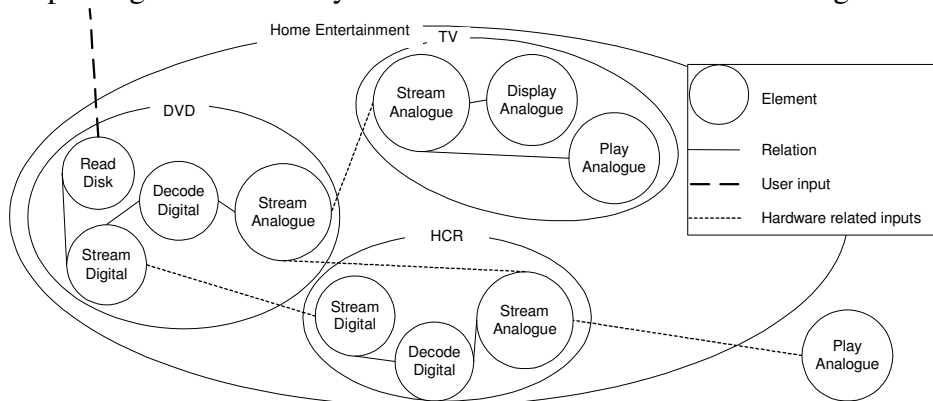 Home Entertainment
TV
Stream
Analogue
Display
Analogue
Play
Analogue
Element
Relation
User input
Hardware related inputs
DVD
Read
Disk
Decode
Digital
Stream
Analogue
Stream
Digital
HCR
Stream
Digital
Decode
Digital
Stream
Analogue
Play
Analogue